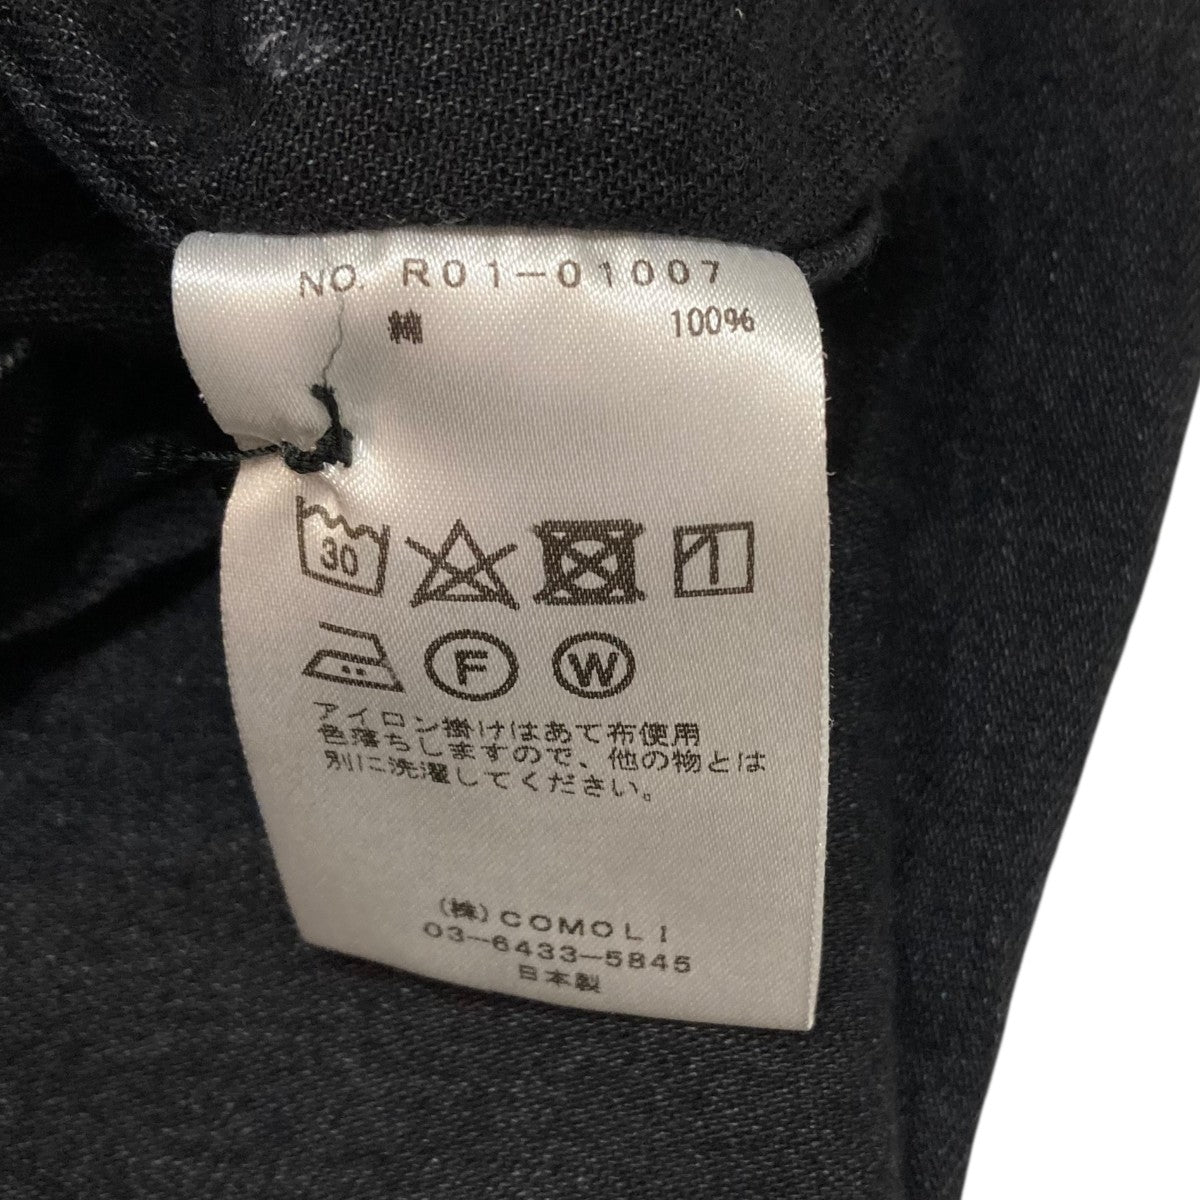 NO. R01-01007
綿 100%
30
F W
アイロン掛けはあて布使用
色落ちしますので、他の物とは
別に洗濯してください。
(株)COMOLI
03-6433-5845
日本製